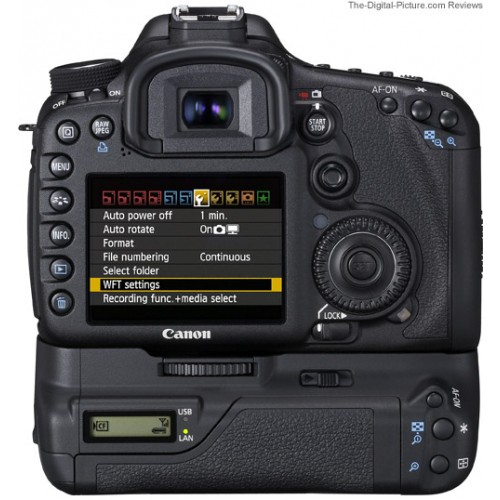 The-Digital-Picture.com Reviews
OFF
ON
AF-ON
RAW
JPEG
START
STOP
MENU
INFO.
Auto power off 1 min.
Auto rotate On
Format
File numbering Continuous
Select folder
WFT settings
Recording func.+media select
SET
LOCK▶
Canon
USB
LAN
AF-ON